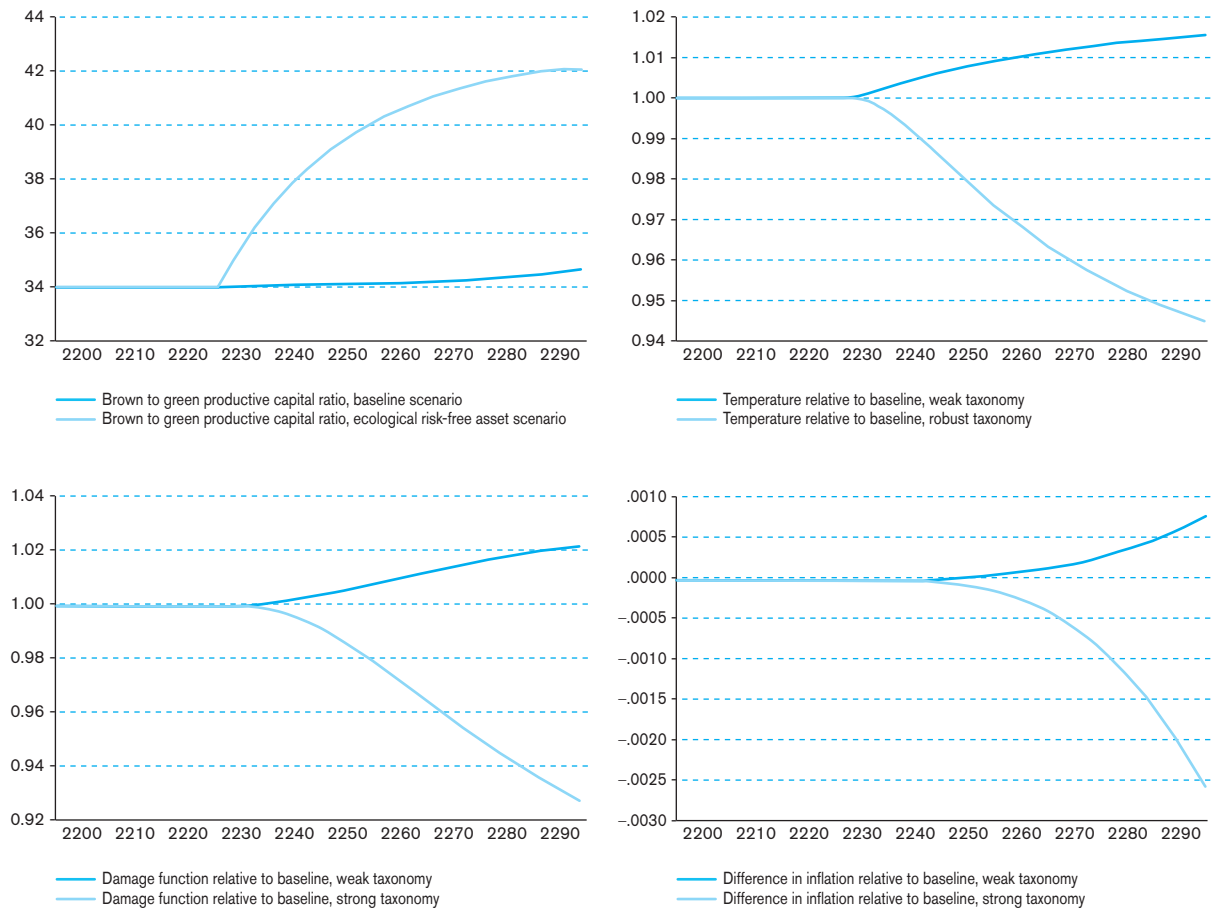 44
42
40
38
36
34
32
2200 2210 2220 2230 2240 2250 2260 2270 2280 2290
Brown to green productive capital ratio, baseline scenario
Brown to green productive capital ratio, ecological risk-free asset scenario
1.02
1.01
1.00
0.99
0.98
0.97
0.96
0.95
0.94
2200 2210 2220 2230 2240 2250 2260 2270 2280 2290
Temperature relative to baseline, weak taxonomy
Temperature relative to baseline, robust taxonomy
1.04
1.02
1.00
0.98
0.96
0.94
0.92
2200 2210 2220 2230 2240 2250 2260 2270 2280 2290
Damage function relative to baseline, weak taxonomy
Damage function relative to baseline, strong taxonomy
.0010
.0005
.0000
–.0005
–.0010
–.0015
–.0020
–.0025
–.0030
2200 2210 2220 2230 2240 2250 2260 2270 2280 2290
Difference in inflation relative to baseline, weak taxonomy
Difference in inflation relative to baseline, strong taxonomy